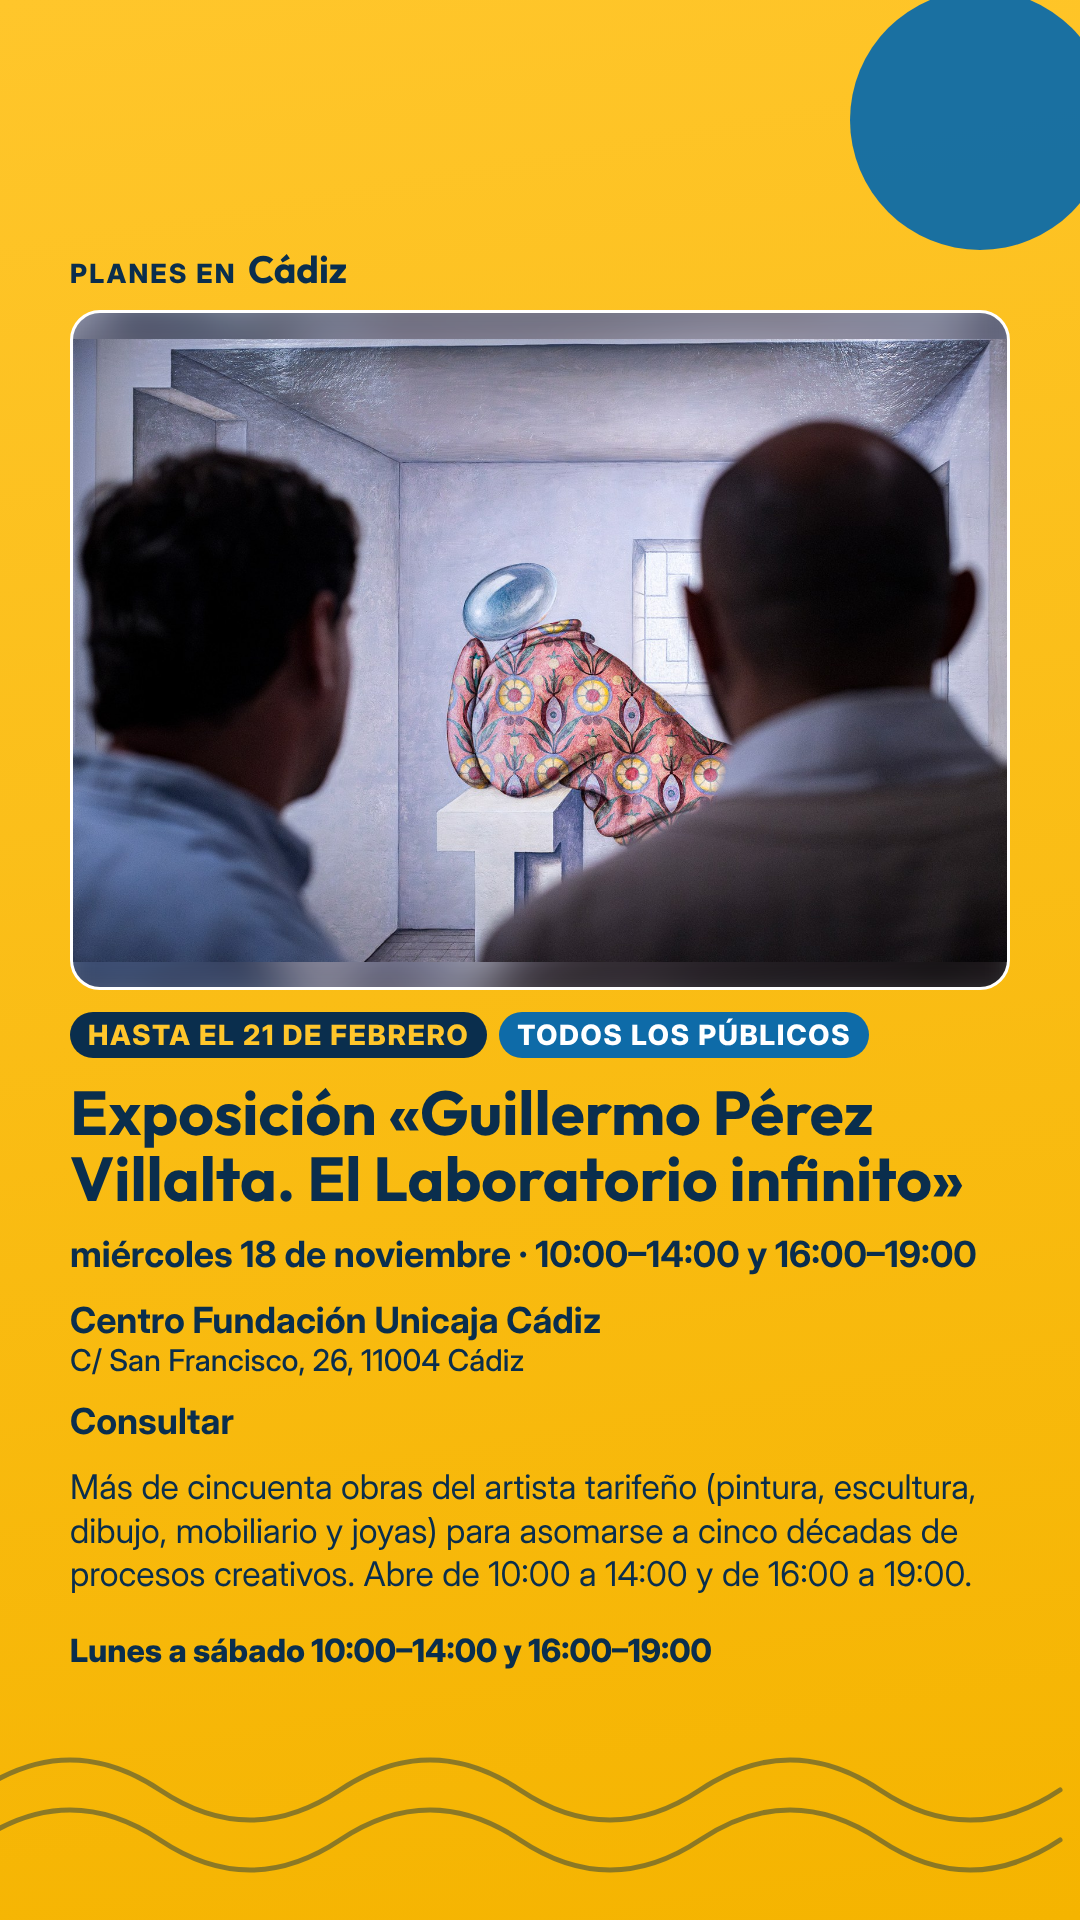 PLANES EN Cádiz
HASTA EL 21 DE FEBRERO
TODOS LOS PÚBLICOS
Exposición «Guillermo Pérez
Villalta. El Laboratorio infinito»
miércoles 18 de noviembre · 10:00–14:00 y 16:00–19:00
Centro Fundación Unicaja Cádiz
C/ San Francisco, 26, 11004 Cádiz
Consultar
Más de cincuenta obras del artista tarifeño (pintura, escultura,
dibujo, mobiliario y joyas) para asomarse a cinco décadas de
procesos creativos. Abre de 10:00 a 14:00 y de 16:00 a 19:00.
Lunes a sábado 10:00–14:00 y 16:00–19:00